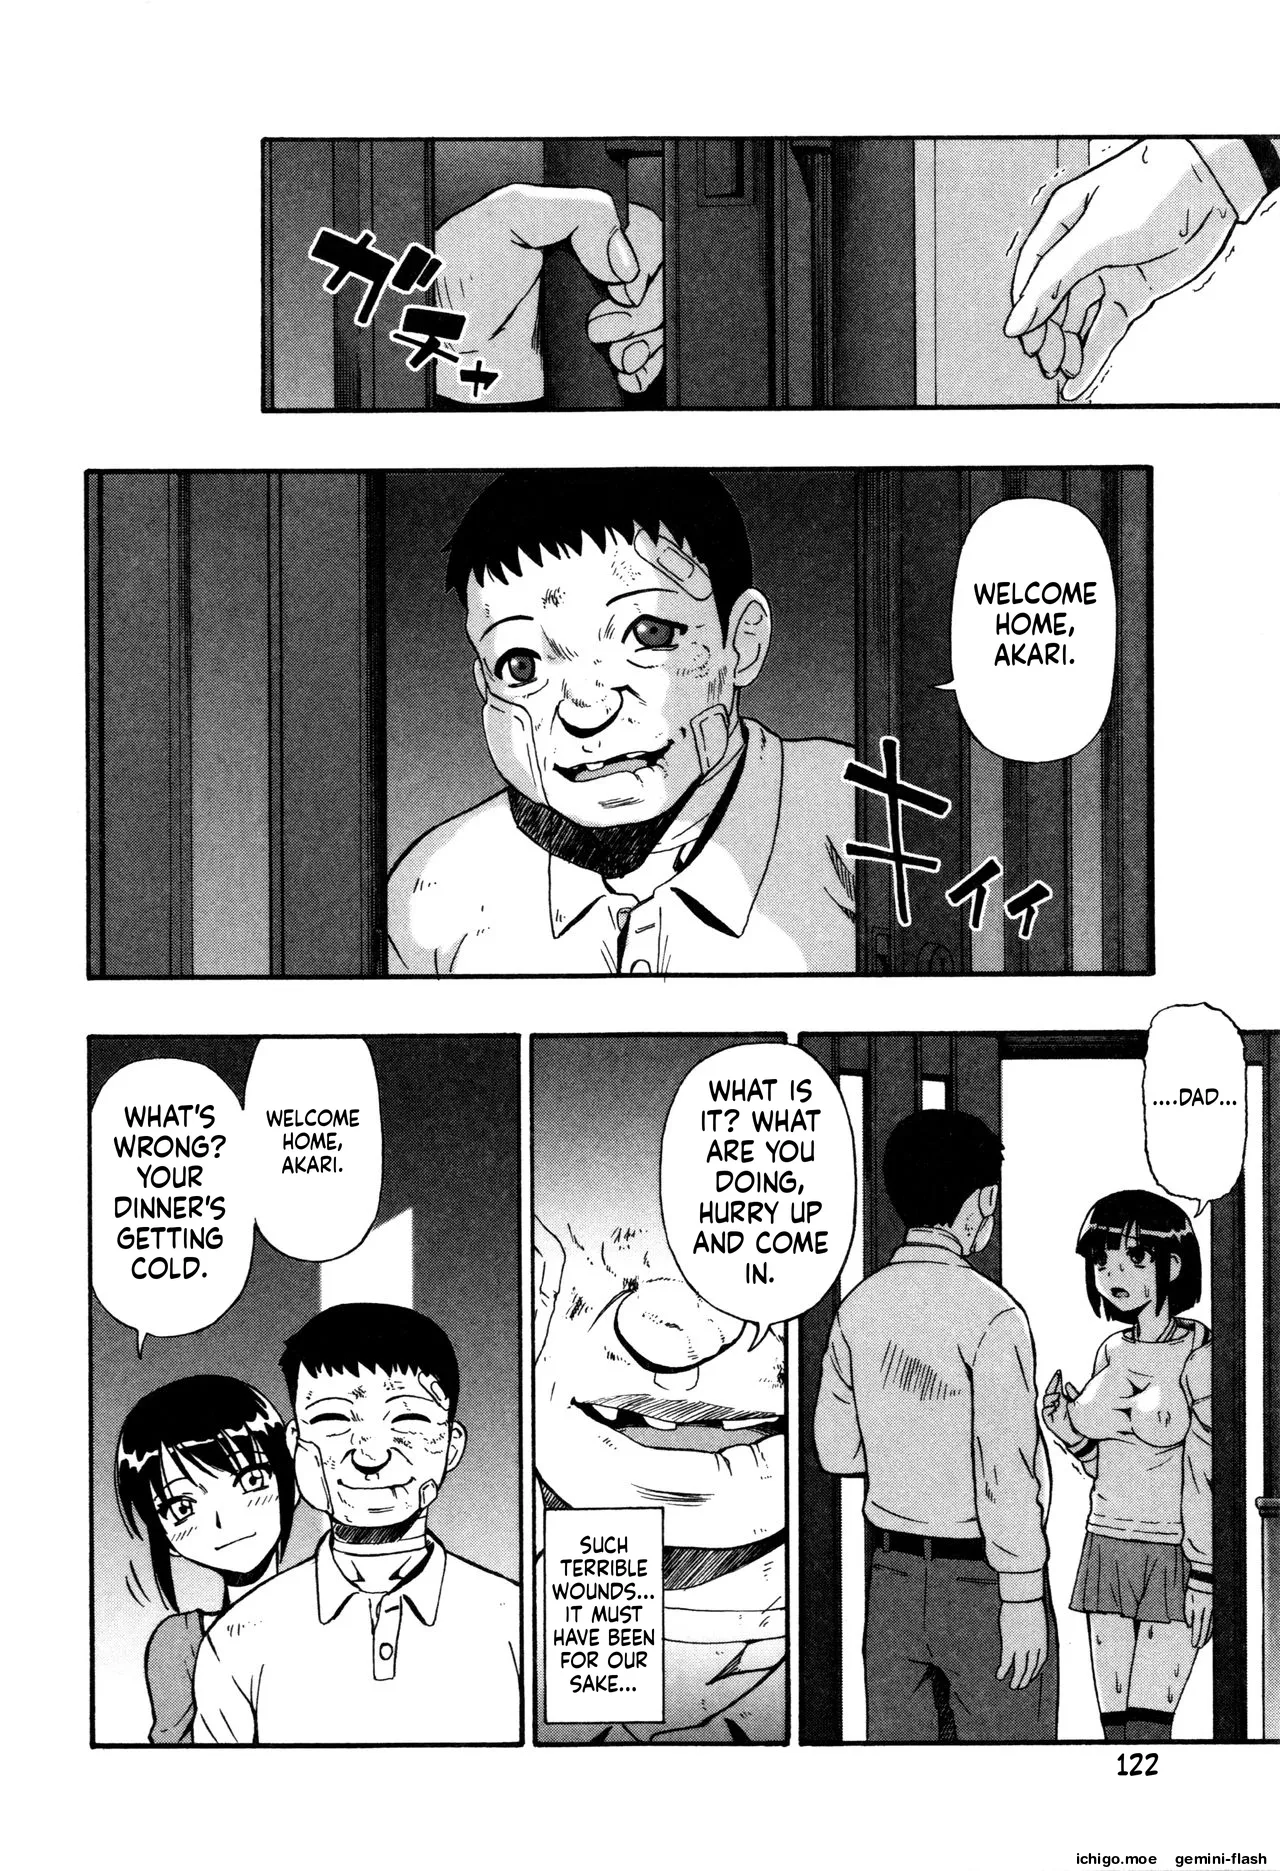 ガチャ
WELCOME
HOME,
AKARI.
キイイ
....DAD...
WHAT IS
IT? WHAT
ARE YOU
DOING,
HURRY UP
AND COME
IN.
SUCH
TERRIBLE
WOUNDS...
IT MUST
HAVE BEEN
FOR OUR
SAKE...
WELCOME
HOME,
AKARI.
WHAT'S
WRONG?
YOUR
DINNER'S
GETTING
COLD.
122
ichigo.moe gemini-flash